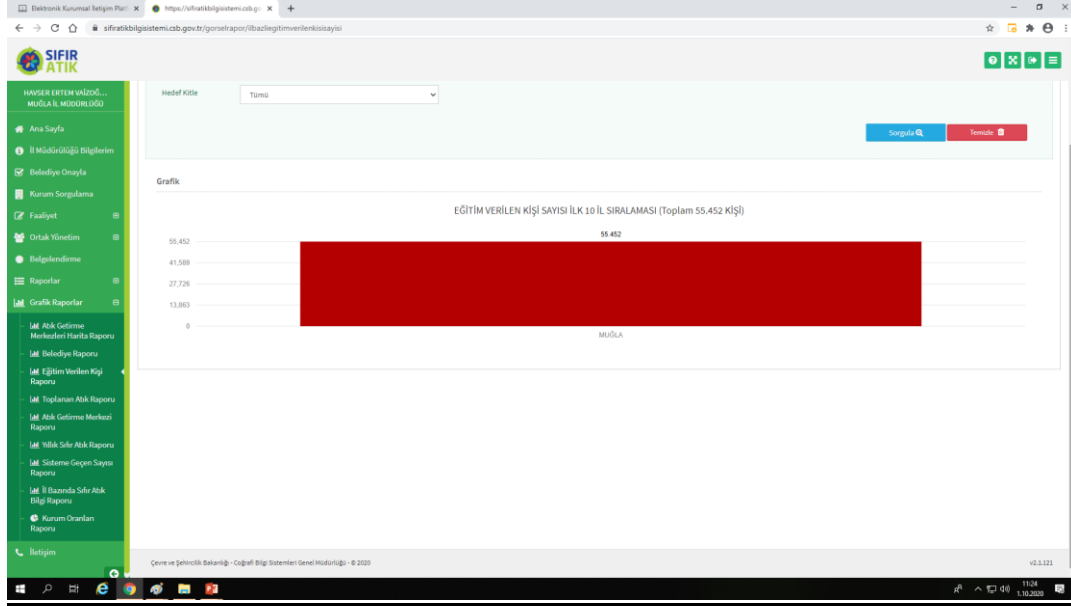 Elektronik Kurumsal İletişim Platf
https://sifiratikbilgisistemi.csb.go
sifiratikbilgisistemi.csb.gov.tr/gorselrapor/ilbazliegitimverilenkisisayisi
SIFIR
ATIK
HAVSER ERTEM VAİZOĞ...
MUĞLA İL MÜDÜRLÜĞÜ
Ana Sayfa
İl Müdürlüğü Bilgilerim
Belediye Onayla
Kurum Sorgulama
Faaliyet
Ortak Yönetim
Belgelendirme
Raporlar
Grafik Raporlar
Atık Getirme
Merkezleri Harita Raporu
Belediye Raporu
Eğitim Verilen Kişi
Raporu
Toplanan Atık Raporu
Atık Getirme Merkezi
Raporu
Yıllık Sıfır Atık Raporu
Sisteme Geçen Sayısı
Raporu
İl Bazında Sıfır Atık
Bilgi Raporu
Kurum Oranları
Raporu
İletişim
Hedef Kitle
Tümü
Sorgula
Temizle
Grafik
EĞİTİM VERİLEN KİŞİ SAYISI İLK 10 İL SIRALAMASI (Toplam 55.452 KİŞİ)
55.452
55,452
41,589
27,726
13,863
0
MUĞLA
Çevre ve Şehircilik Bakanlığı - Coğrafi Bilgi Sistemleri Genel Müdürlüğü - © 2020
v2.1.121
11:24
1.10.2020